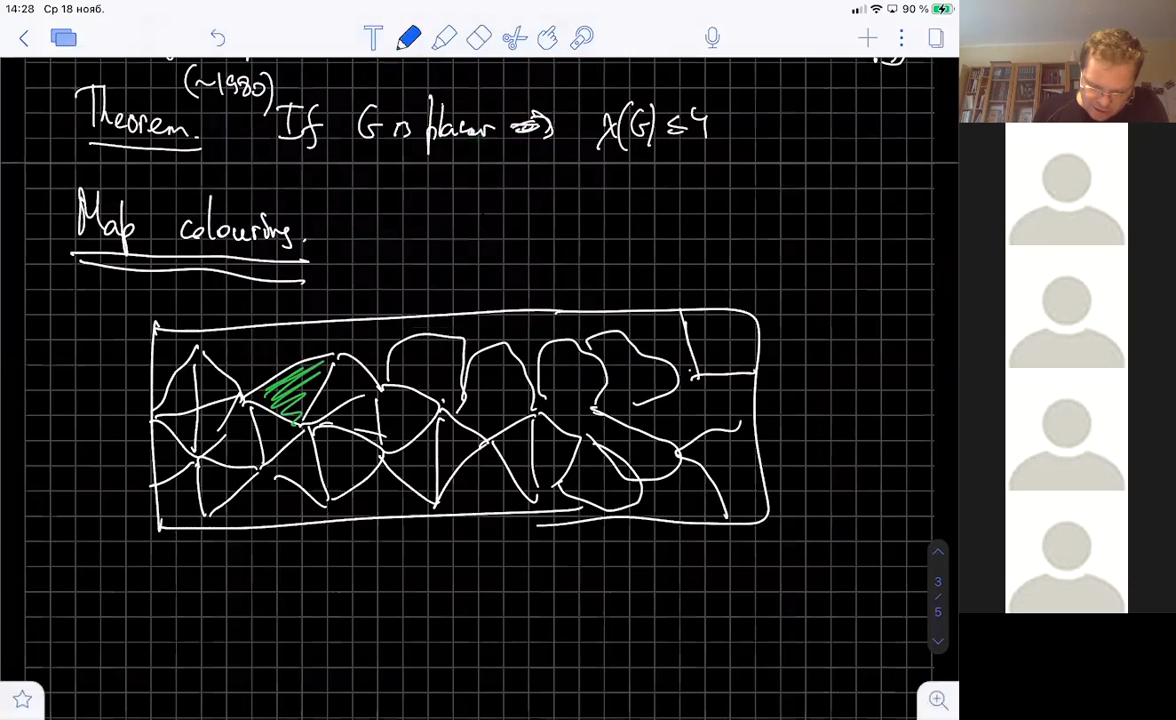 14:28 Ср 18 нояб.
90 %
(~1980)
Theorem. If G is planar => χ(G) ≤ 4
Map colouring.
3
/
5